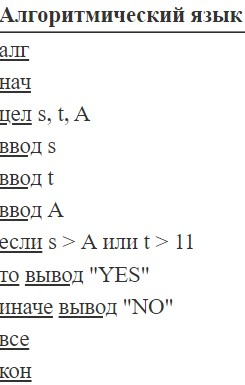 Алгоритмический язык
алг
нач
цел s, t, A
ввод s
ввод t
ввод A
если s > A или t > 11
то вывод "YES"
иначе вывод "NO"
все
кон